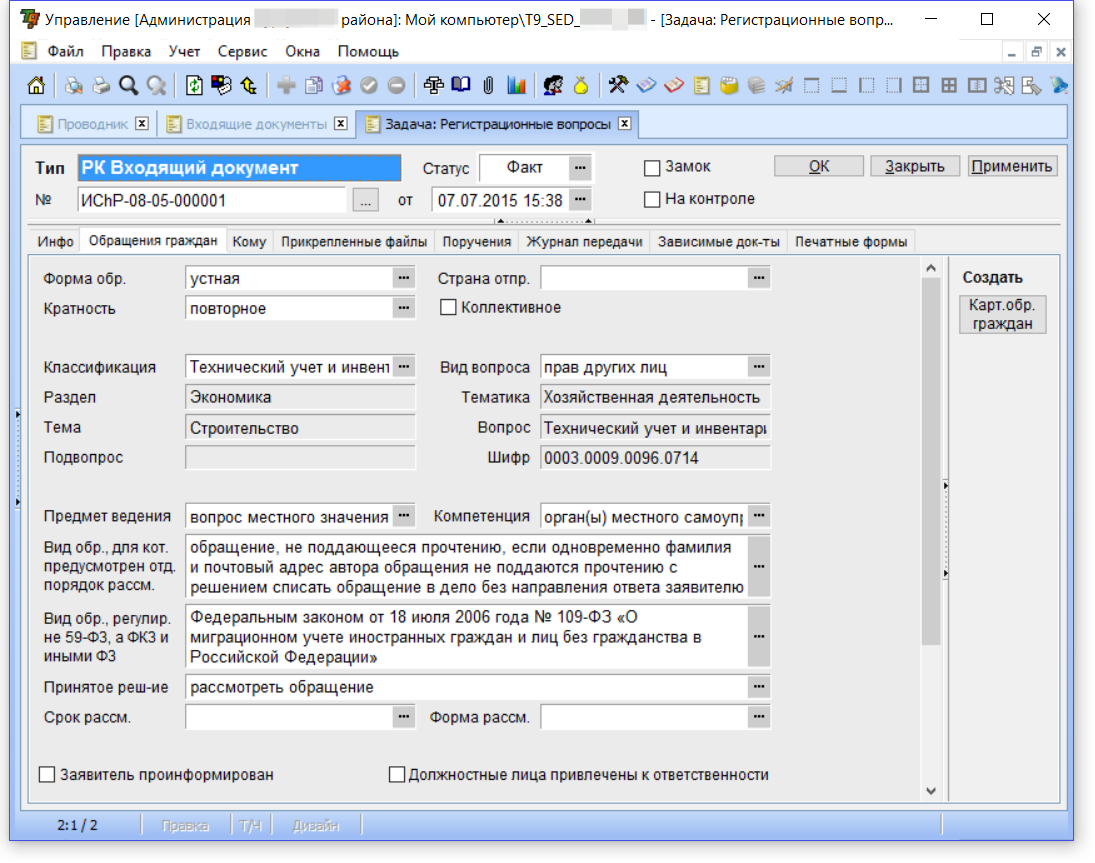 Управление [Администрация района]: Мой компьютер\T9_SED_ - [Задача: Регистрационные вопр...
Файл Правка Учет Сервис Окна Помощь
Проводник Входящие документы Задача: Регистрационные вопросы
Тип РК Входящий документ Статус Факт ... Замок ОК Закрыть Применить
№ ИСhР-08-05-000001 ... от 07.07.2015 15:38 ... На контроле
Инфо Обращения граждан Кому Прикрепленные файлы Поручения Журнал передачи Зависимые док-ты Печатные формы
Форма обр. устная ... Страна отпр. ... Создать
Кратность повторное ... Коллективное Карт.обр.
граждан
Классификация Технический учет и инвент ... Вид вопроса прав других лиц ...
Раздел Экономика Тематика Хозяйственная деятельность
Тема Строительство Вопрос Технический учет и инвентари
Подвопрос Шифр 0003.0009.0096.0714
Предмет ведения вопрос местного значения ... Компетенция орган(ы) местного самоупр ...
Вид обр., для кот. обращение, не поддающееся прочтению, если одновременно фамилия
предусмотрен отд. и почтовый адрес автора обращения не поддаются прочтению с ...
порядок рассм. решением списать обращение в дело без направления ответа заявителю
Вид обр., регулир. Федеральным законом от 18 июля 2006 года № 109-ФЗ «О
не 59-ФЗ, а ФКЗ и миграционном учете иностранных граждан и лиц без гражданства в ...
иными ФЗ Российской Федерации»
Принятое реш-ие рассмотреть обращение ...
Срок рассм. ... Форма рассм. ...
Заявитель проинформирован Должностные лица привлечены к ответственности
2:1 / 2 Правка Т/Ч Дизайн